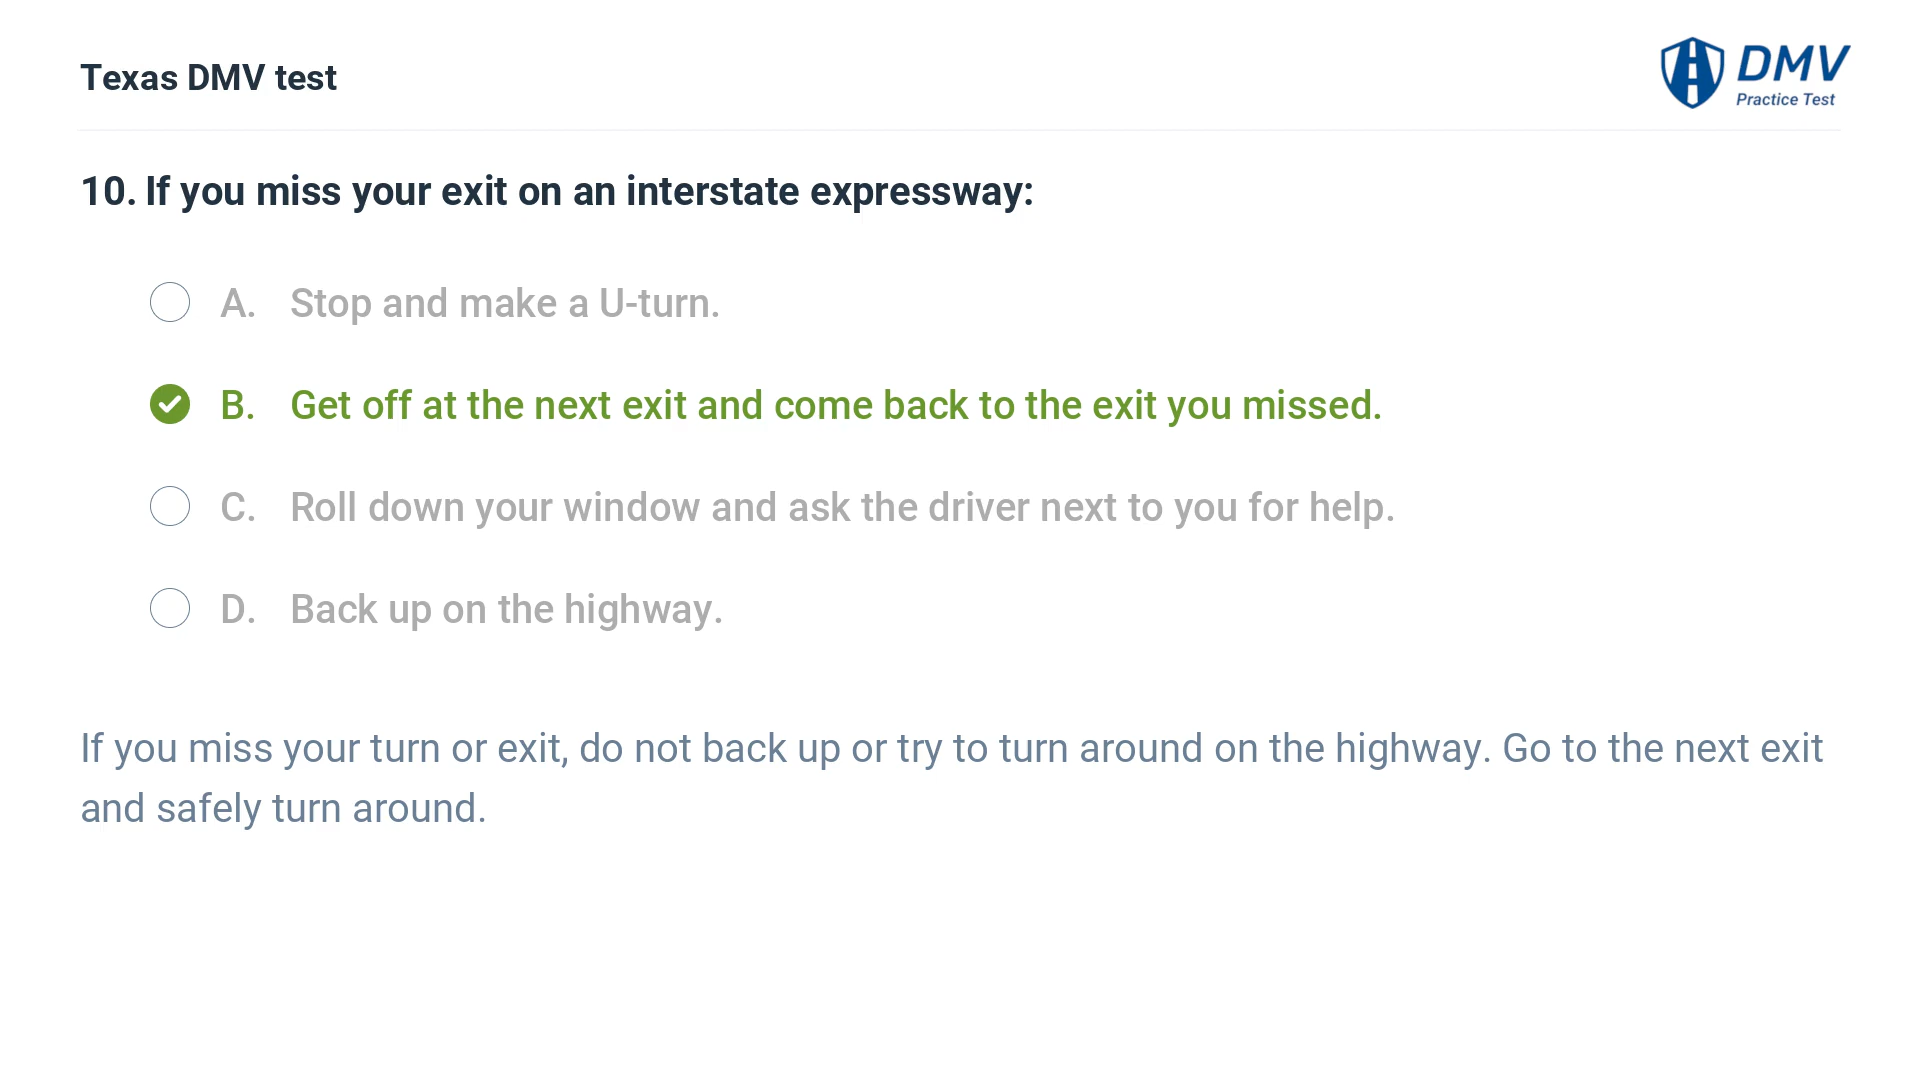 Texas DMV test
DMV
Practice Test
10. If you miss your exit on an interstate expressway:
A. Stop and make a U-turn.
B. Get off at the next exit and come back to the exit you missed.
C. Roll down your window and ask the driver next to you for help.
D. Back up on the highway.
If you miss your turn or exit, do not back up or try to turn around on the highway. Go to the next exit
and safely turn around.